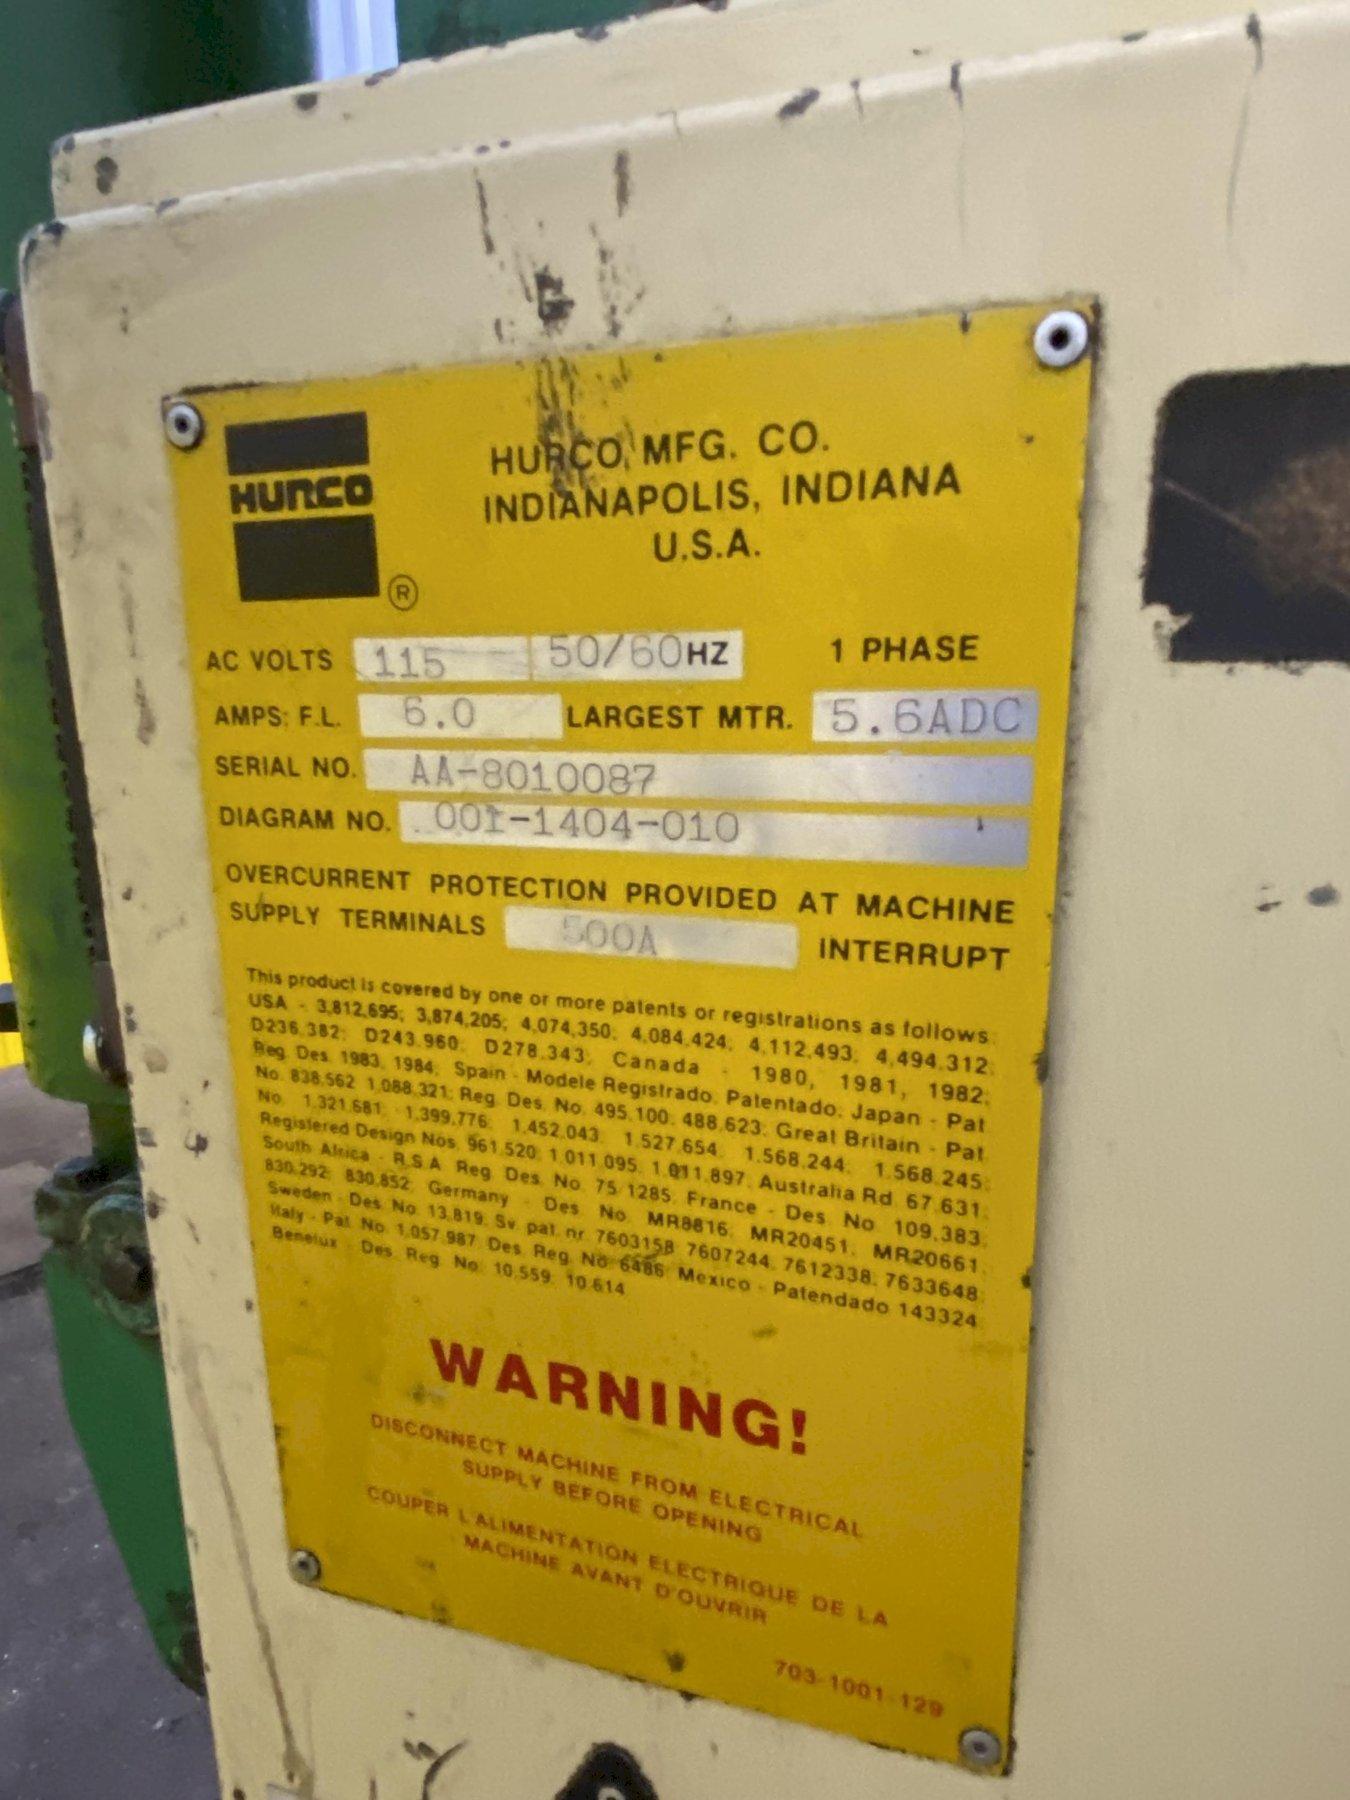 HURCO
®
HURCO MFG. CO.
INDIANAPOLIS, INDIANA
U.S.A.
AC VOLTS 115 50/60HZ 1 PHASE
AMPS: F.L. 6.0 LARGEST MTR. 5.6ADC
SERIAL NO. AA-8010087
DIAGRAM NO. 001-1404-010
OVERCURRENT PROTECTION PROVIDED AT MACHINE
SUPPLY TERMINALS 500A INTERRUPT
This product is covered by one or more patents or registrations as follows:
USA - 3,812,695; 3,874,205; 4,074,350; 4,084,424; 4,112,493; 4,494,312;
D236,382; D243,960; D278,343; Canada - 1980, 1981, 1982;
Reg. Des. 1983, 1984; Spain - Modele Registrado, Patentado; Japan - Pat
No. 838,562 1,088,321; Reg. Des. No. 495,100, 488,623; Great Britain - Pat
No. 1,321,681, 1,399,776, 1,452,043, 1,527,654, 1,568,244, 1,568,245;
Registered Design Nos. 961,520, 1,011,095, 1,011,897; Australia Rd. 67,631;
South Africa - R.S.A. Reg. Des. No. 75/1285; France - Des. No. 109,383,
830,292, 830,852; Germany - Des. No. MR8816, MR20451, MR20661;
Sweden - Des. No. 13,819, Sv. pat. nr 7603158, 7607244, 7612338, 7633648;
Italy - Pat. No. 1,057,987 Des. Reg. No. 6486; Mexico - Patendado 143324
Benelux - Des. Reg. No. 10,559, 10,614
WARNING!
DISCONNECT MACHINE FROM ELECTRICAL
SUPPLY BEFORE OPENING
COUPER L'ALIMENTATION ELECTRIQUE DE LA
MACHINE AVANT D'OUVRIR
703-1001-129